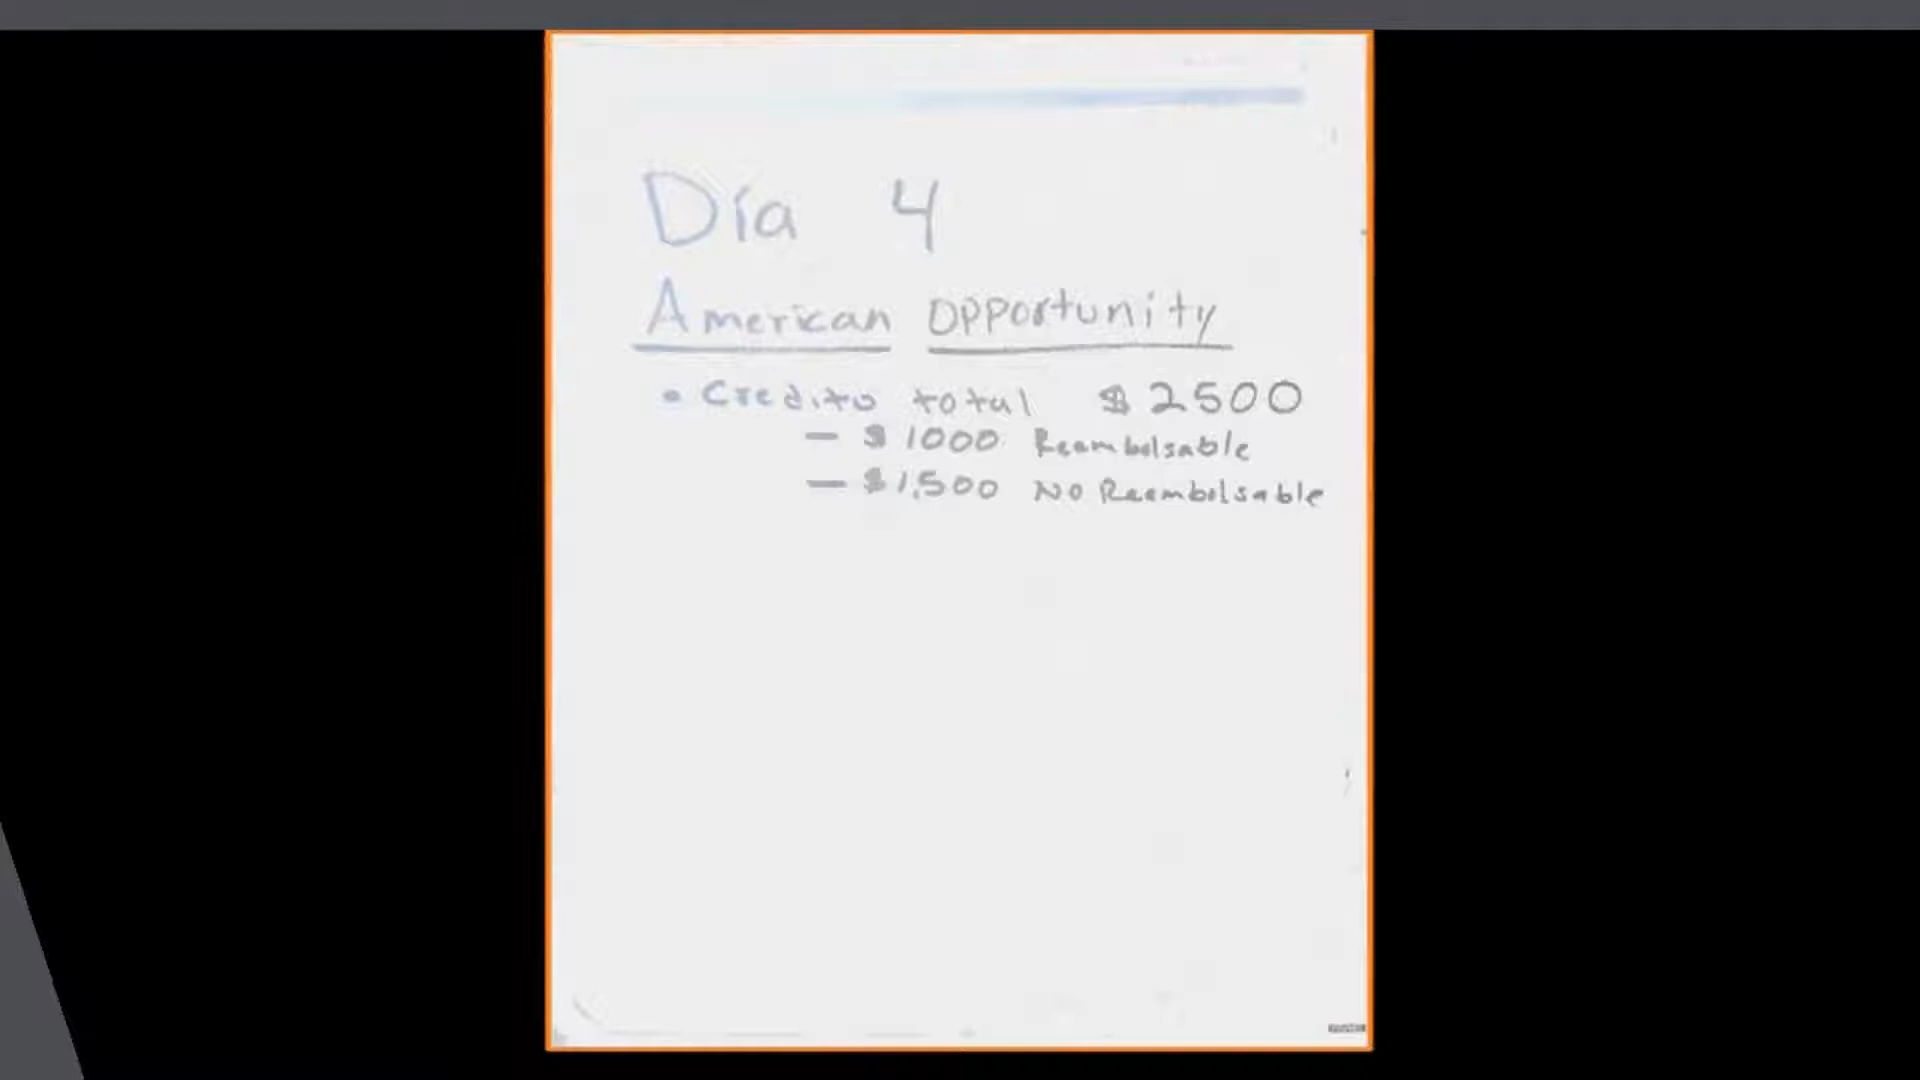 Día 4
American opportunity
• Credito total $2500
— $1000 Reembolsable
— $1,500 No Reembolsable